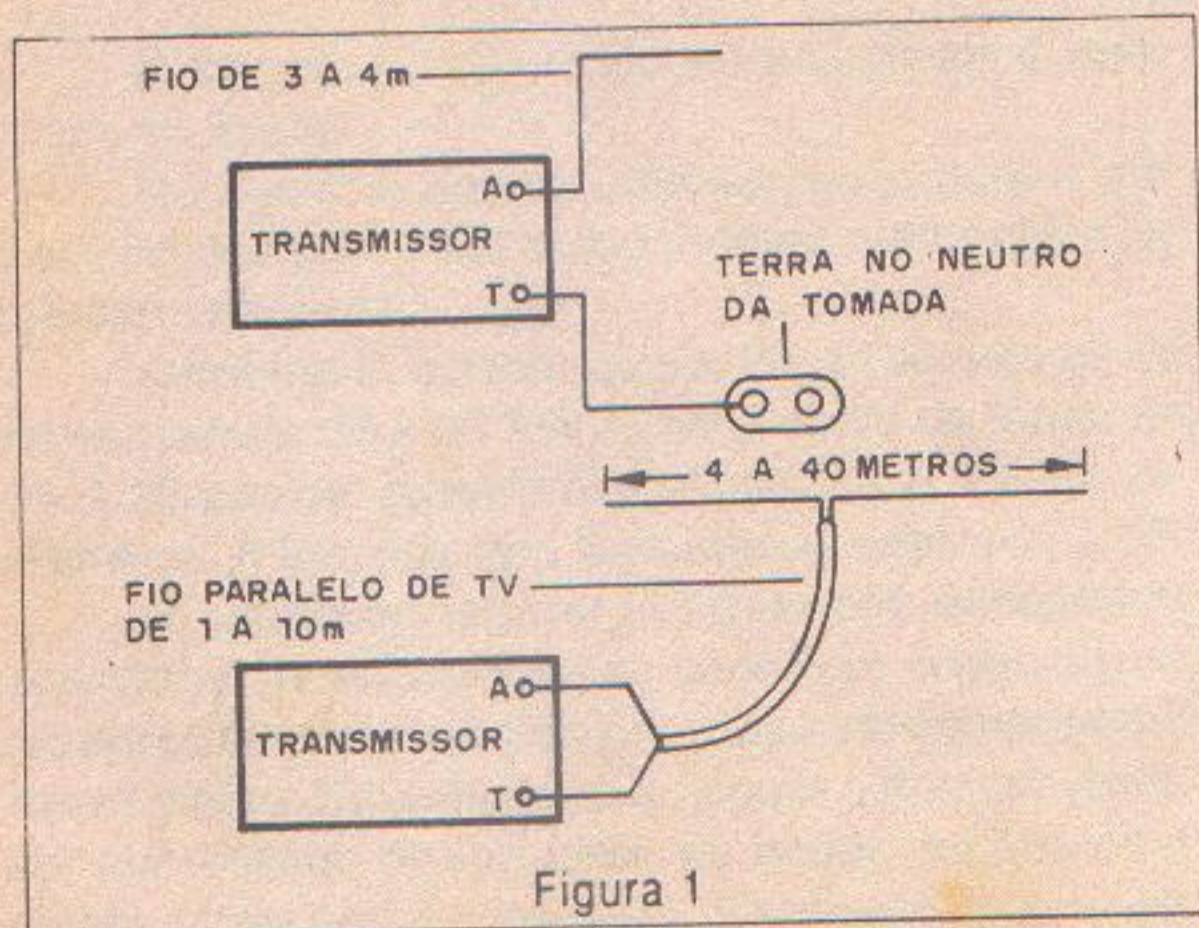 FIO DE 3 A 4m
A
TRANSMISSOR
T
TERRA NO NEUTRO
DA TOMADA
4 A 40 METROS
FIO PARALELO DE TV
DE 1 A 10m
A
TRANSMISSOR
T
Figura 1